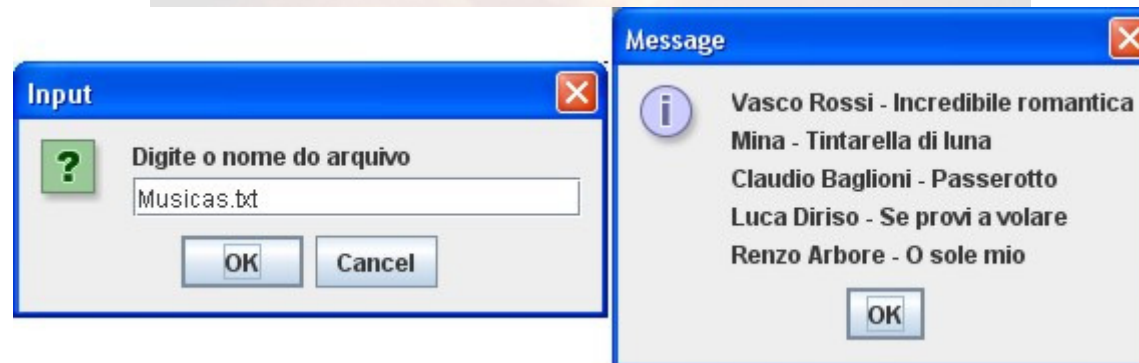 Input
Digite o nome do arquivo
Musicas.txt
OK
Cancel
Message
Vasco Rossi - Incredibile romantica
Mina - Tintarella di luna
Claudio Baglioni - Passerotto
Luca Diriso - Se provi a volare
Renzo Arbore - O sole mio
OK